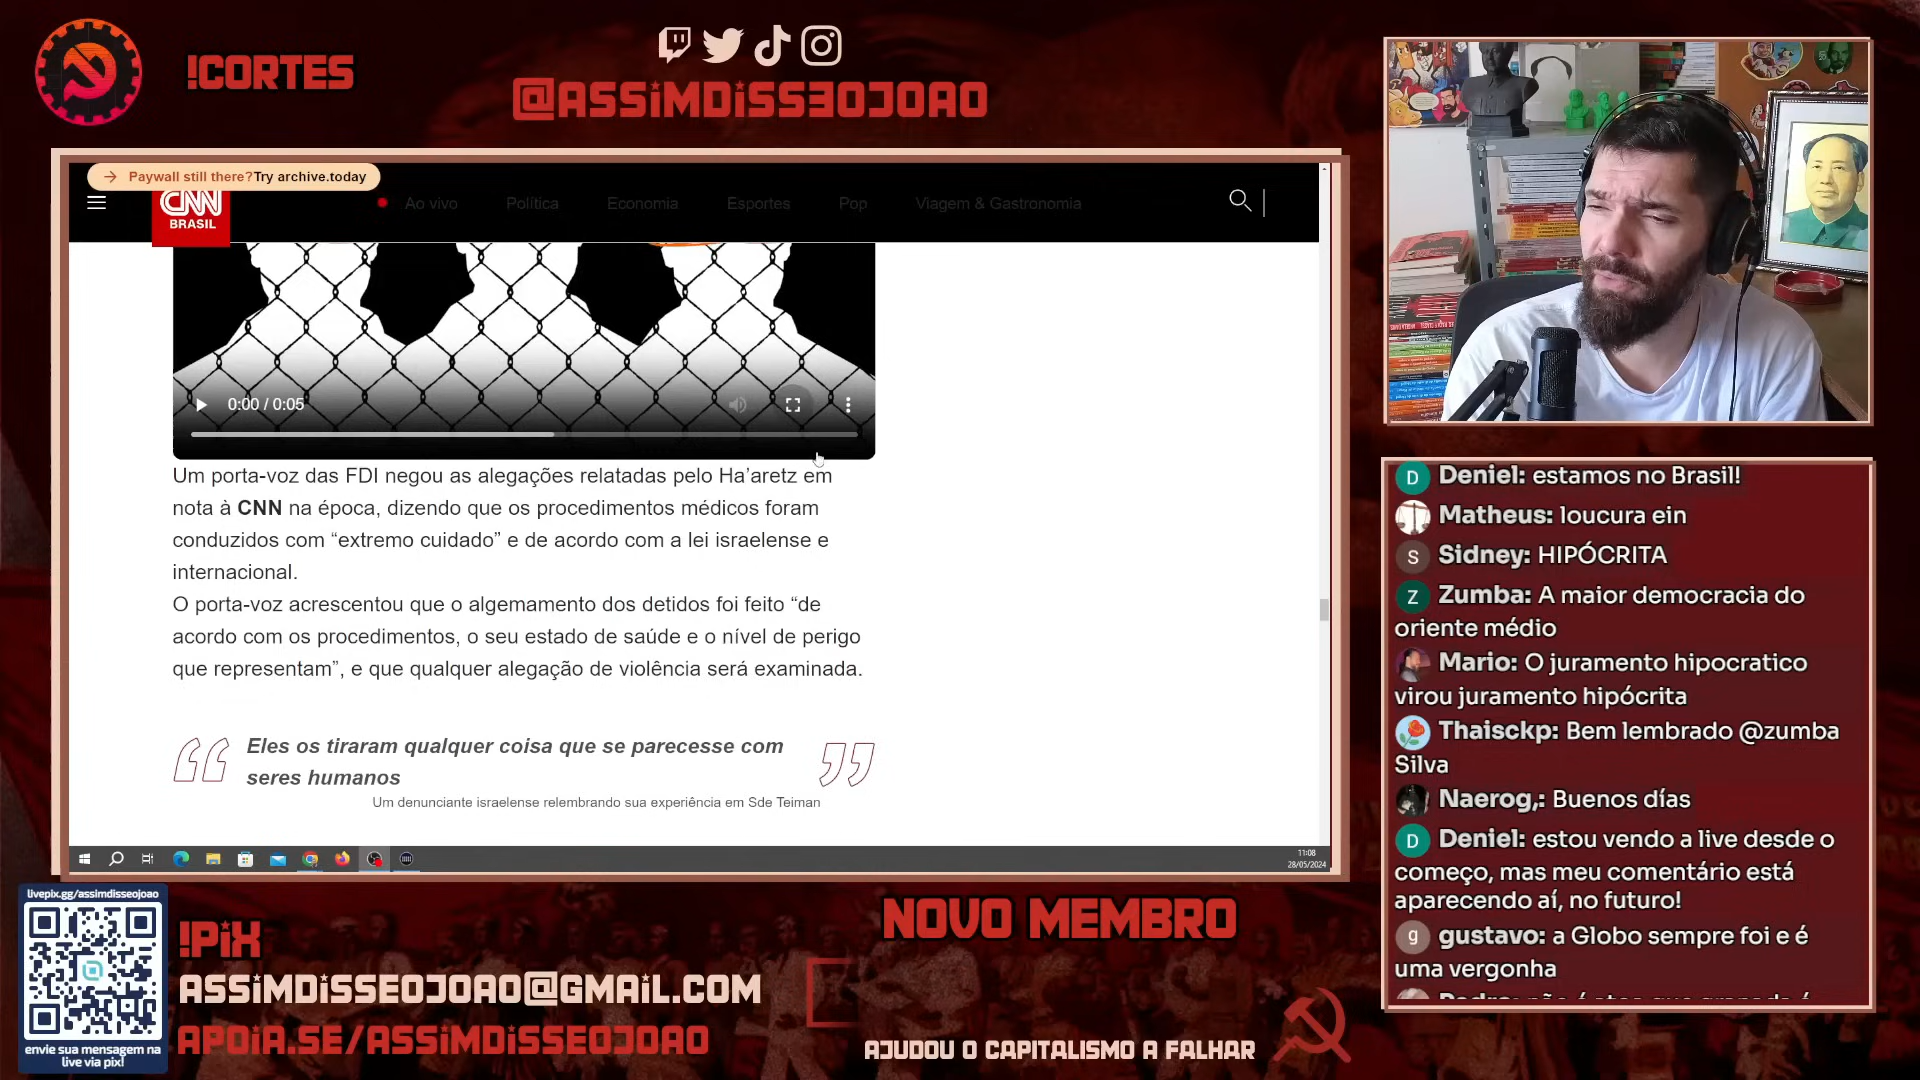 !CORTES
@ASSIMDISSEOJOAO
Paywall still there? Try archive.today
CNN
BRASIL
Ao vivo
Política
Economia
Esportes
Pop
Viagem & Gastronomia
0:00 / 0:05
Um porta-voz das FDI negou as alegações relatadas pelo Ha’aretz em
nota à CNN na época, dizendo que os procedimentos médicos foram
conduzidos com “extremo cuidado” e de acordo com a lei israelense e
internacional.
O porta-voz acrescentou que o algemamento dos detidos foi feito “de
acordo com os procedimentos, o seu estado de saúde e o nível de perigo
que representam”, e que qualquer alegação de violência será examinada.
Eles os tiraram qualquer coisa que se parecesse com
seres humanos
Um denunciante israelense relembrando sua experiência em Sde Teiman
11:08
28/05/2024
D Deniel: estamos no Brasil!
Matheus: loucura ein
S Sidney: HIPÓCRITA
Z Zumba: A maior democracia do
oriente médio
Mario: O juramento hipocratico
virou juramento hipócrita
Thaisckp: Bem lembrado @zumba
Silva
Naerog,: Buenos días
D Deniel: estou vendo a live desde o
começo, mas meu comentário está
aparecendo aí, no futuro!
g gustavo: a Globo sempre foi e é
uma vergonha
livepix.gg/assimdisseojoao
envie sua mensagem na
live via pix!
!PIX
ASSIMDISSEOJOAO@GMAIL.COM
APOIA.SE/ASSIMDISSEOJOAO
NOVO MEMBRO
AJUDOU O CAPITALISMO A FALHAR